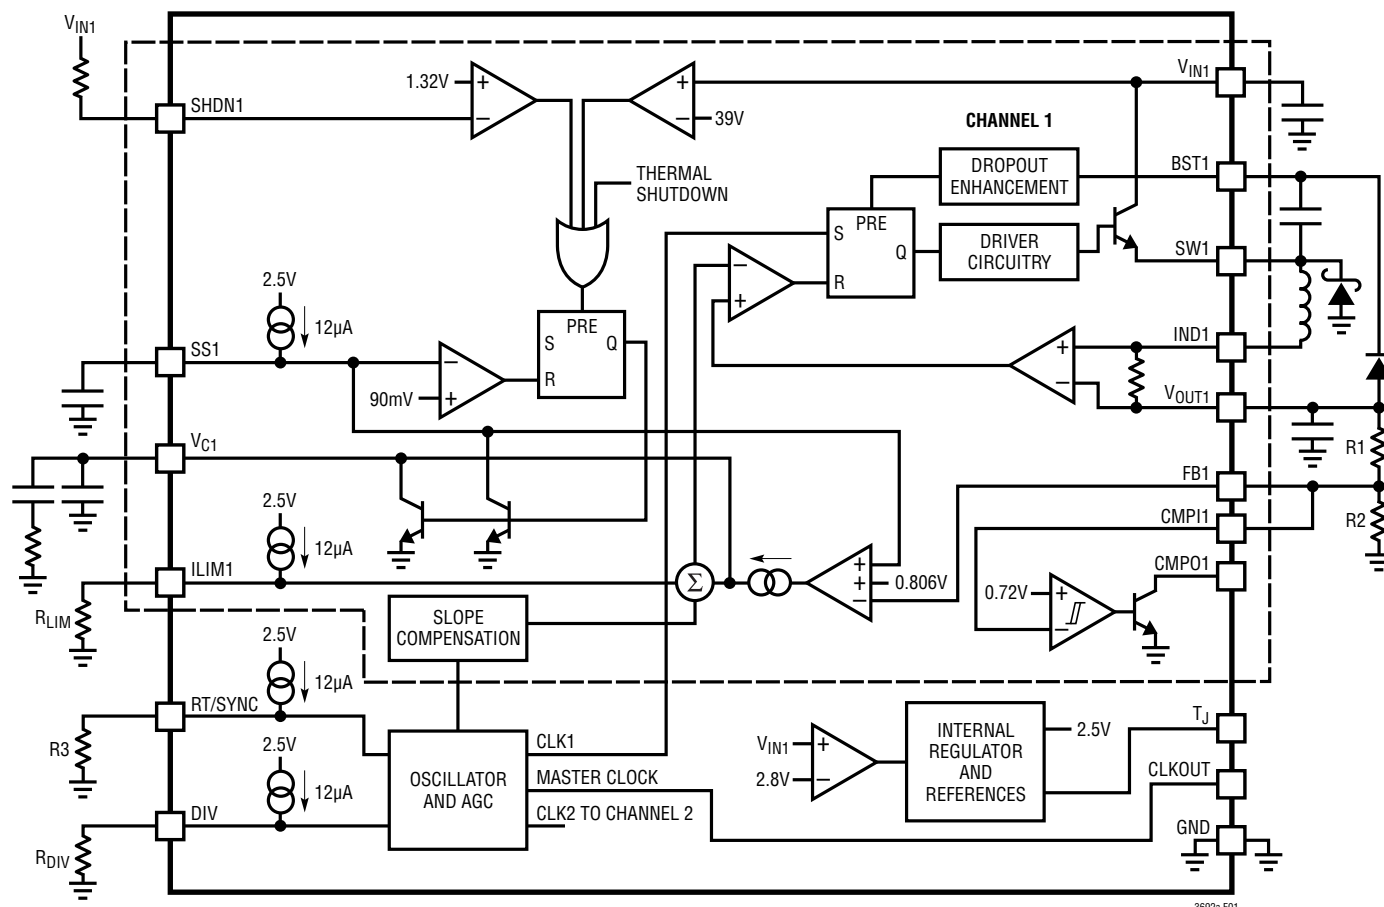 VIN1
SHDN1
1.32V
+
−
+
−
39V
VIN1
CHANNEL 1
THERMAL
SHUTDOWN
DROPOUT
ENHANCEMENT
BST1
PRE
S
Q
R
DRIVER
CIRCUITRY
SW1
−
+
2.5V
12µA
PRE
S
Q
R
SS1
−
+
90mV
IND1
+
−
VOUT1
VC1
R1
FB1
2.5V
12µA
CMPI1
R2
ILIM1
Σ
+
+
−
0.806V
CMPO1
0.72V
+
−
RLIM
SLOPE
COMPENSATION
2.5V
12µA
RT/SYNC
R3
2.5V
12µA
DIV
RDIV
OSCILLATOR
AND AGC
CLK1
MASTER CLOCK
CLK2 TO CHANNEL 2
VIN1
+
2.8V
−
INTERNAL
REGULATOR
AND
REFERENCES
2.5V
TJ
CLKOUT
GND